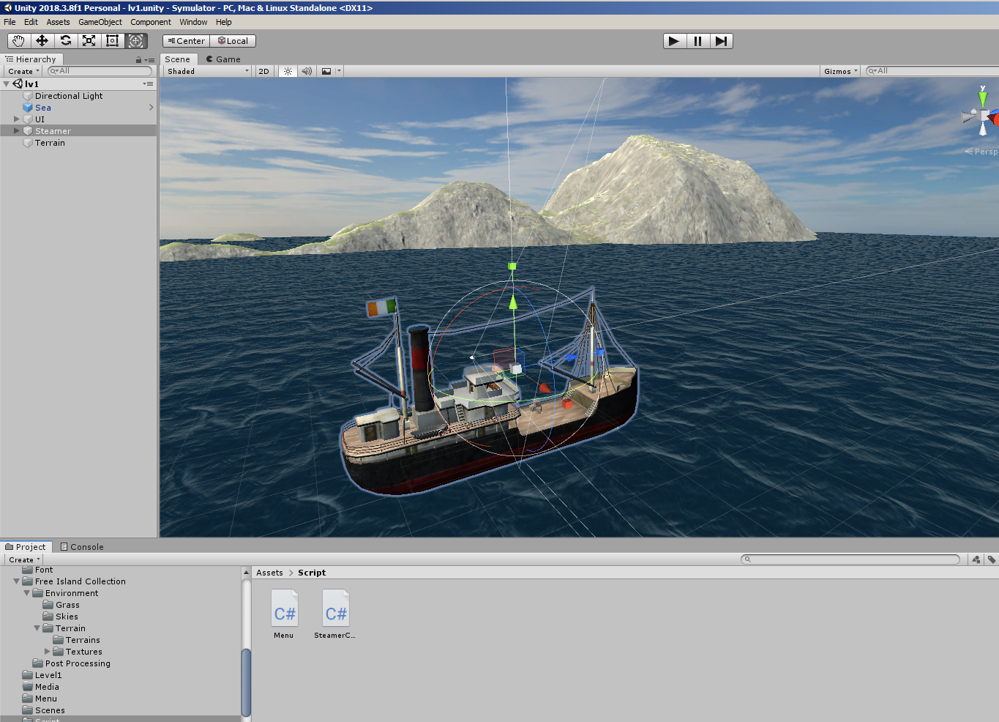 Unity 2018.3.8f1 Personal - lv1.unity - Symulator - PC, Mac & Linux Standalone <DX11>
File Edit Assets GameObject Component Window Help
Center Local
Hierarchy Scene Game
Create All Shaded 2D Gizmos All
lv1
Directional Light
Sea
UI
Steamer
Terrain
y
Persp
Project Console
Create
Font
Free Island Collection
Environment
Grass
Skies
Terrain
Terrains
Textures
Post Processing
Level1
Media
Menu
Scenes
Script
Assets > Script
C# C#
Menu SteamerC...